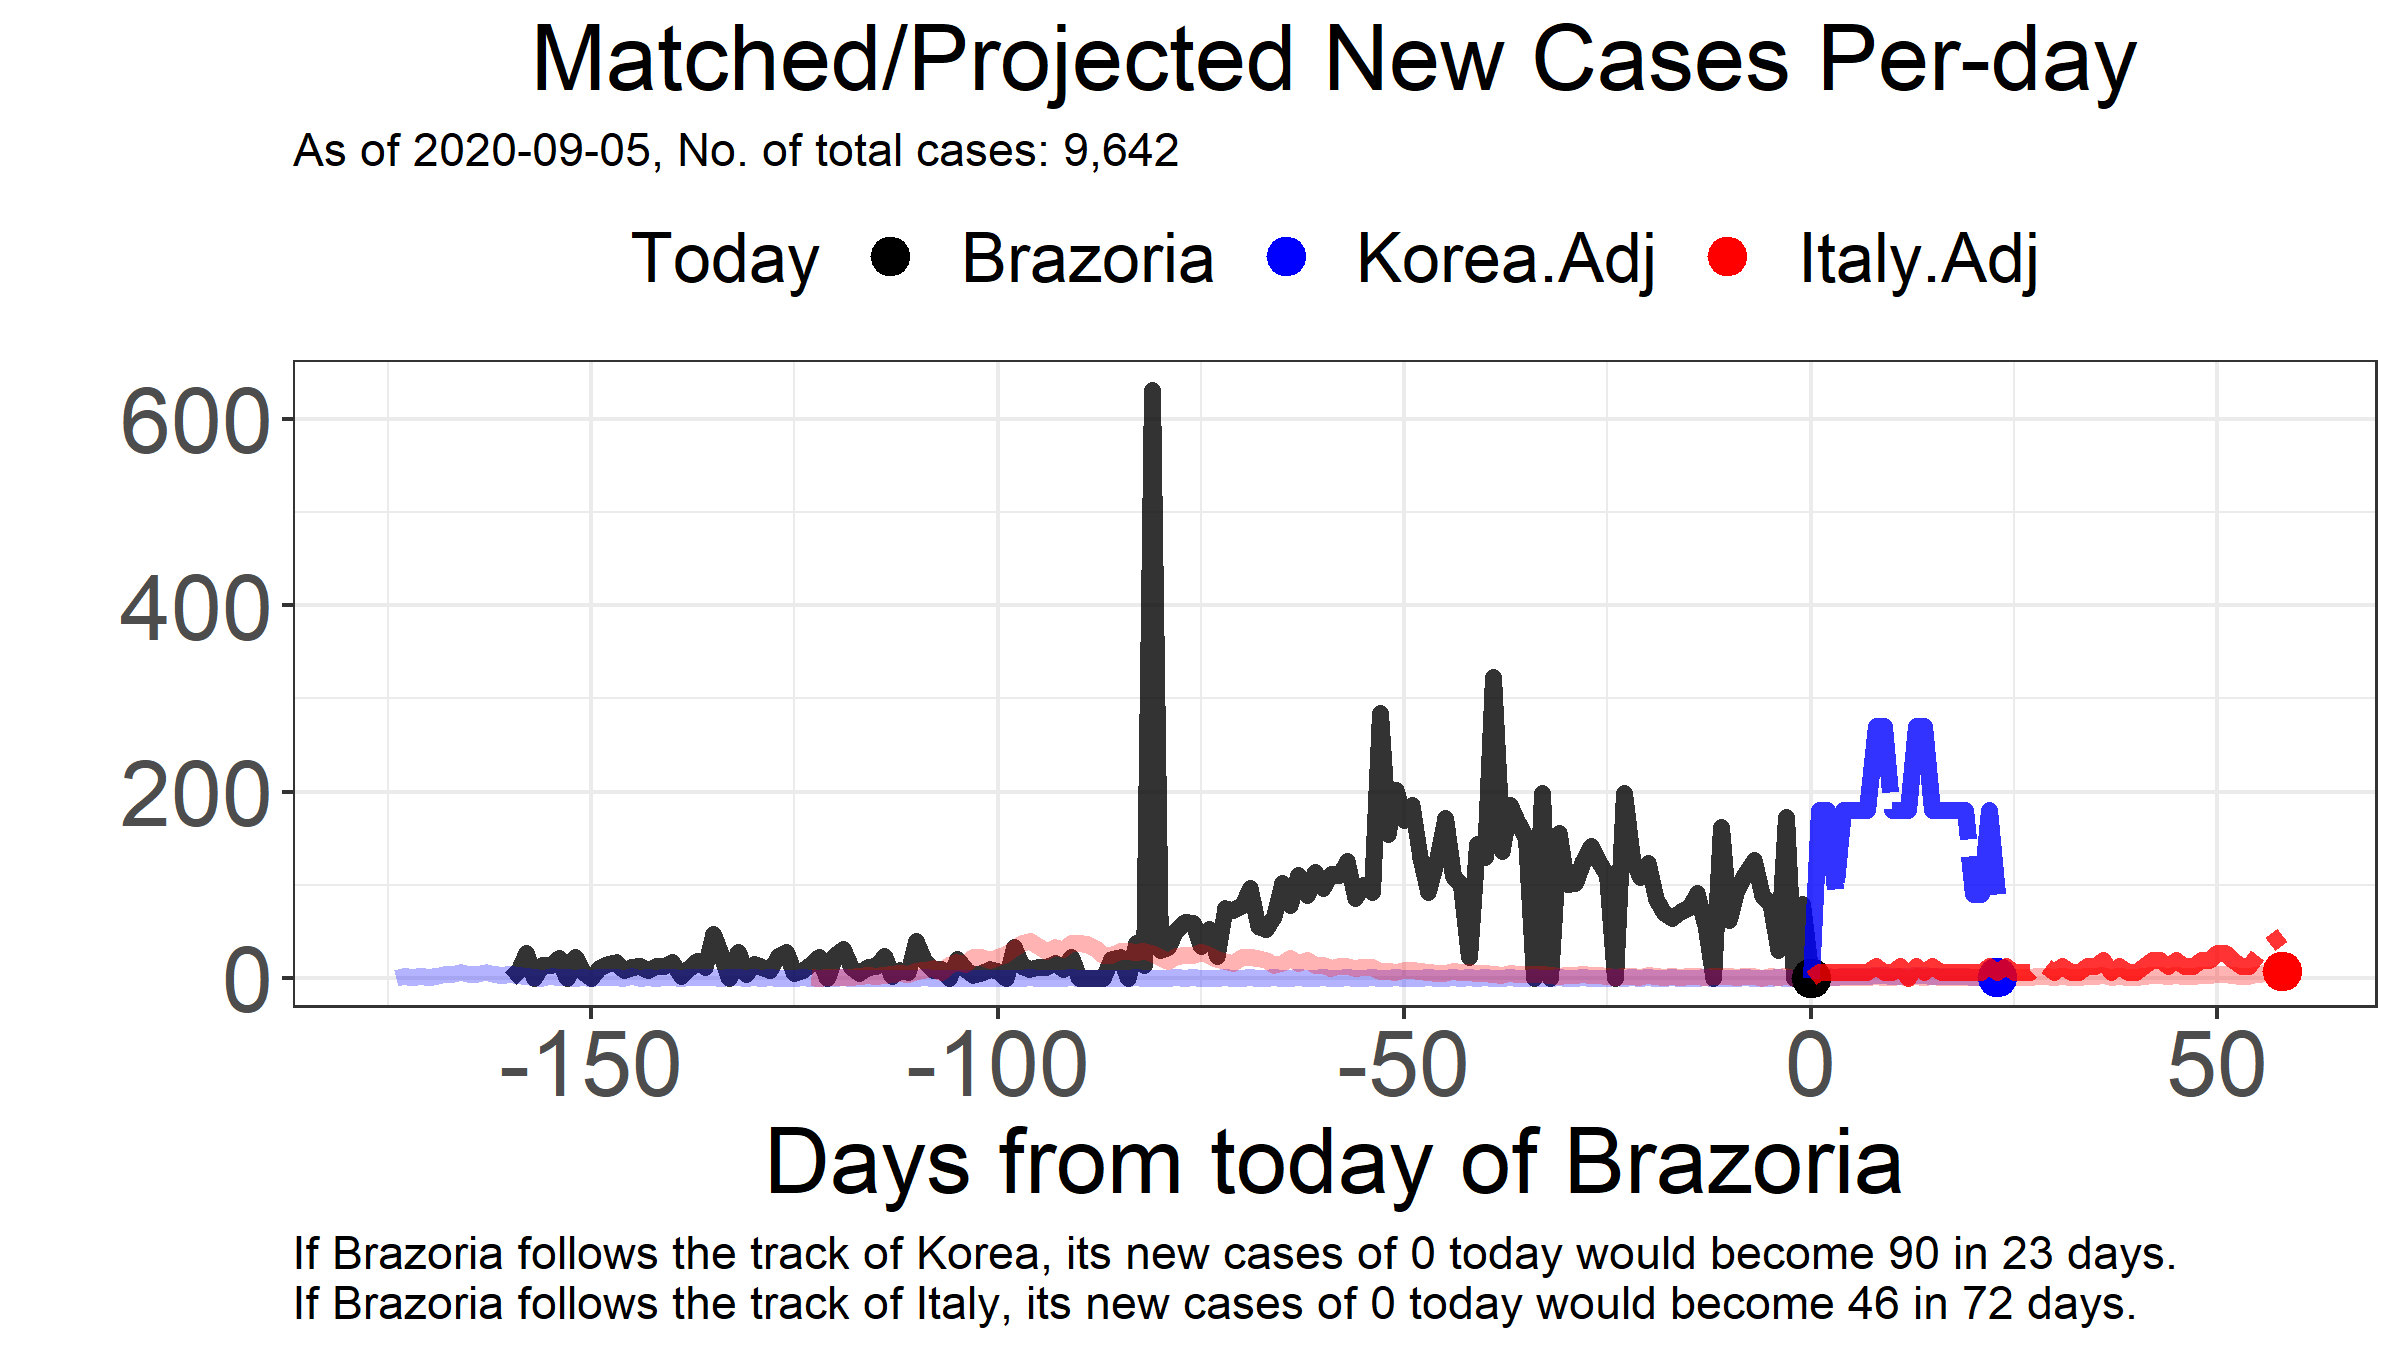 Matched/Projected New Cases Per-day
As of 2020-09-05, No. of total cases: 9,642
Today Brazoria Korea.Adj Italy.Adj
600
400
200
0
-150 -100 -50 0 50
Days from today of Brazoria
If Brazoria follows the track of Korea, its new cases of 0 today would become 90 in 23 days.
If Brazoria follows the track of Italy, its new cases of 0 today would become 46 in 72 days.